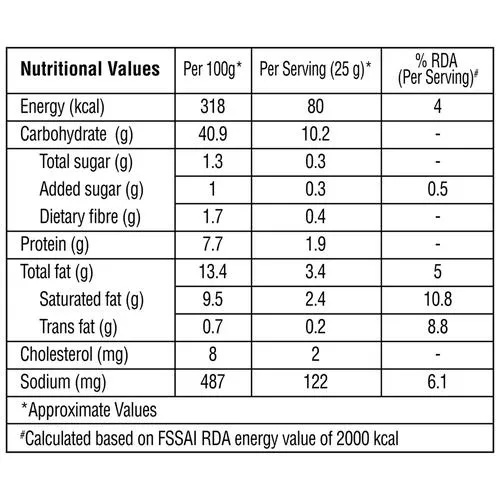 Nutritional Values Per 100g* Per Serving (25 g)* % RDA (Per Serving)#
Energy (kcal) 318 80 4
Carbohydrate (g) 40.9 10.2 -
Total sugar (g) 1.3 0.3 -
Added sugar (g) 1 0.3 0.5
Dietary fibre (g) 1.7 0.4 -
Protein (g) 7.7 1.9 -
Total fat (g) 13.4 3.4 5
Saturated fat (g) 9.5 2.4 10.8
Trans fat (g) 0.7 0.2 8.8
Cholesterol (mg) 8 2 -
Sodium (mg) 487 122 6.1
*Approximate Values
#Calculated based on FSSAI RDA energy value of 2000 kcal